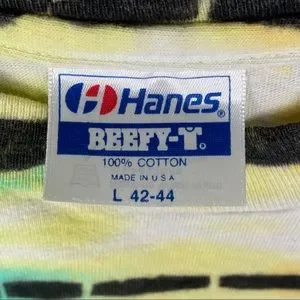 Hanes®
BEEFY-T®
100% COTTON
MADE IN U S A
L 42-44